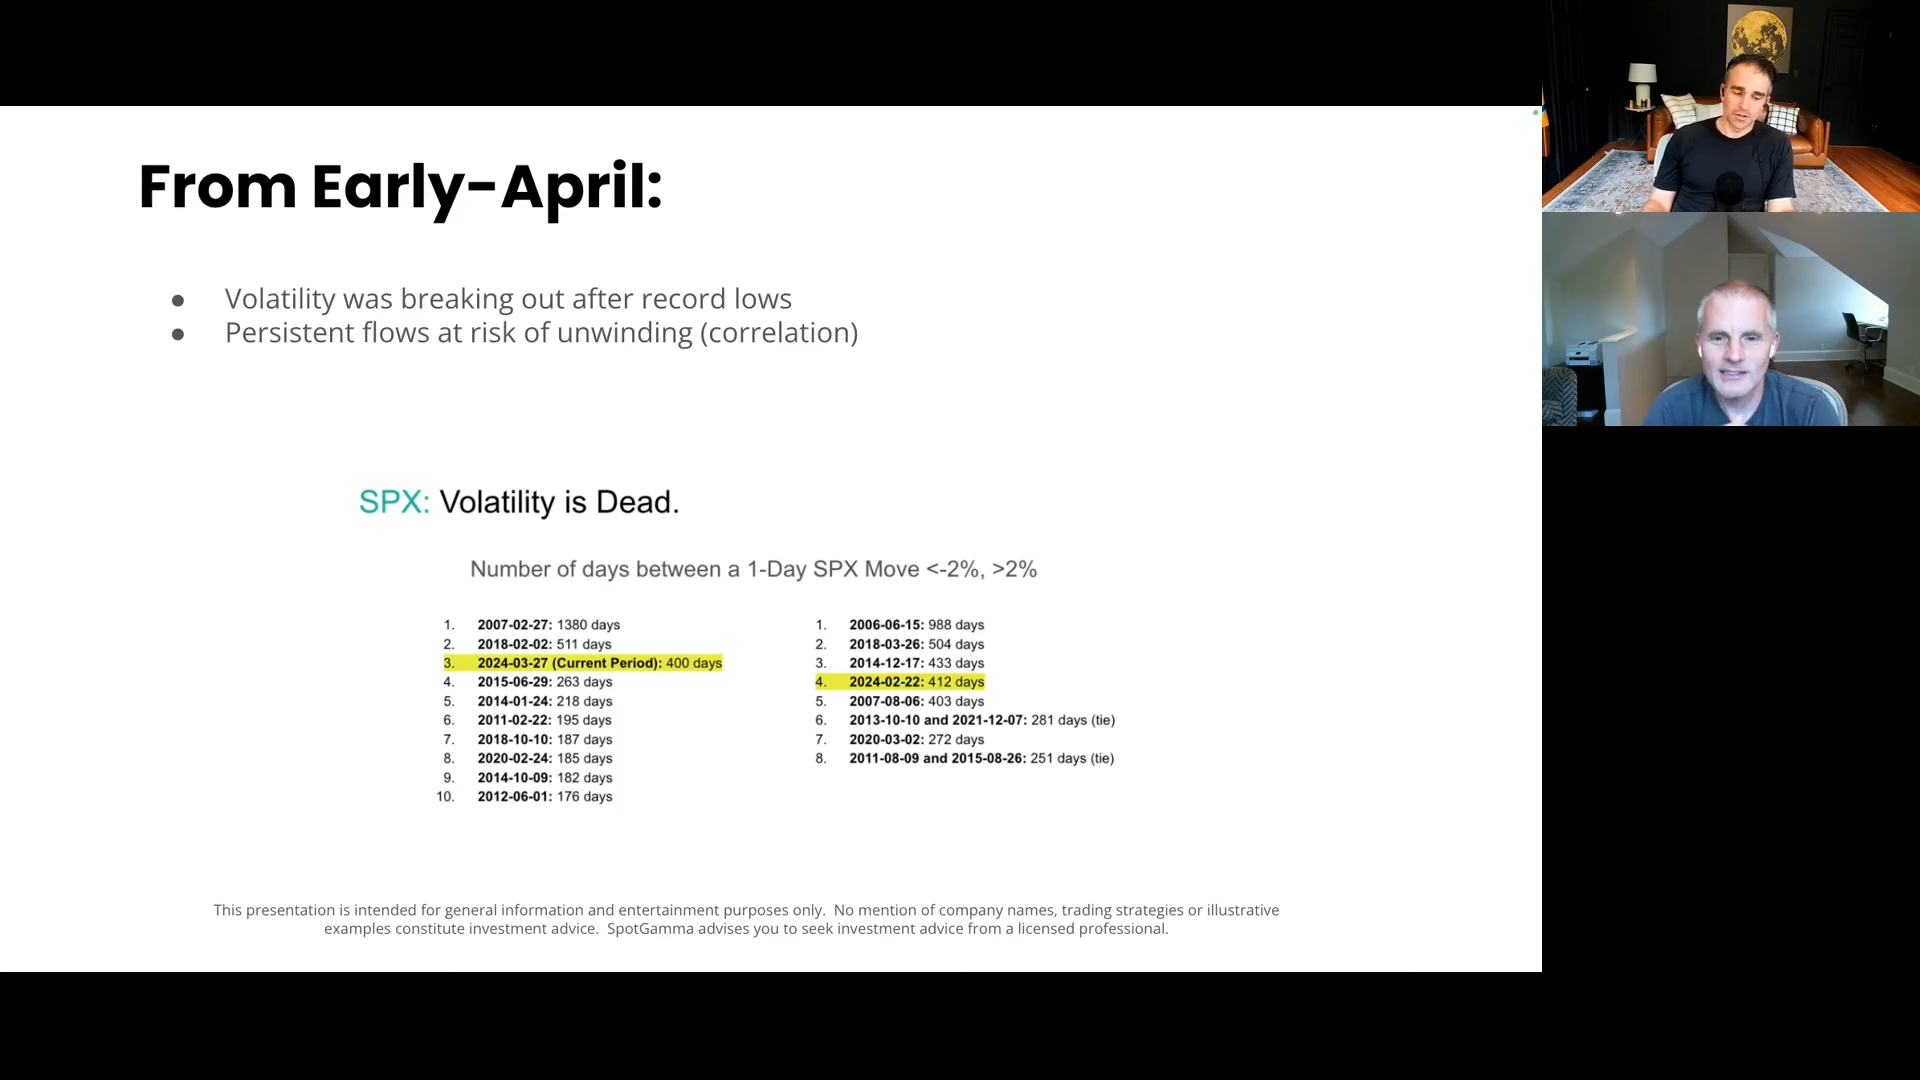 From Early-April:
● Volatility was breaking out after record lows
● Persistent flows at risk of unwinding (correlation)
SPX: Volatility is Dead.
Number of days between a 1-Day SPX Move <-2%, >2%
1. 2007-02-27: 1380 days
2. 2018-02-02: 511 days
3. 2024-03-27 (Current Period): 400 days
4. 2015-06-29: 263 days
5. 2014-01-24: 218 days
6. 2011-02-22: 195 days
7. 2018-10-10: 187 days
8. 2020-02-24: 185 days
9. 2014-10-09: 182 days
10. 2012-06-01: 176 days
1. 2006-06-15: 988 days
2. 2018-03-26: 504 days
3. 2014-12-17: 433 days
4. 2024-02-22: 412 days
5. 2007-08-06: 403 days
6. 2013-10-10 and 2021-12-07: 281 days (tie)
7. 2020-03-02: 272 days
8. 2011-08-09 and 2015-08-26: 251 days (tie)
This presentation is intended for general information and entertainment purposes only. No mention of company names, trading strategies or illustrative
examples constitute investment advice. SpotGamma advises you to seek investment advice from a licensed professional.